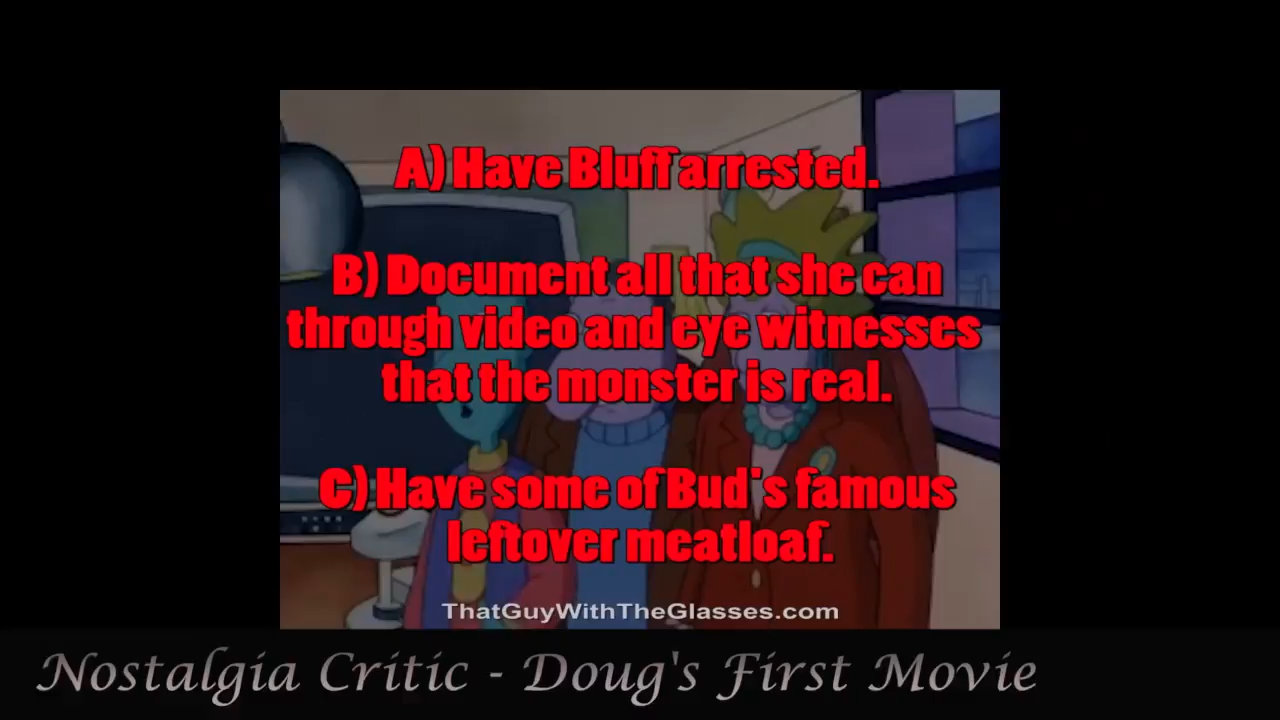 A) Have Bluff arrested.
B) Document all that she can
through video and eye witnesses
that the monster is real.
C) Have some of Bud's famous
leftover meatloaf.
ThatGuyWithTheGlasses.com
Nostalgia Critic - Doug's First Movie